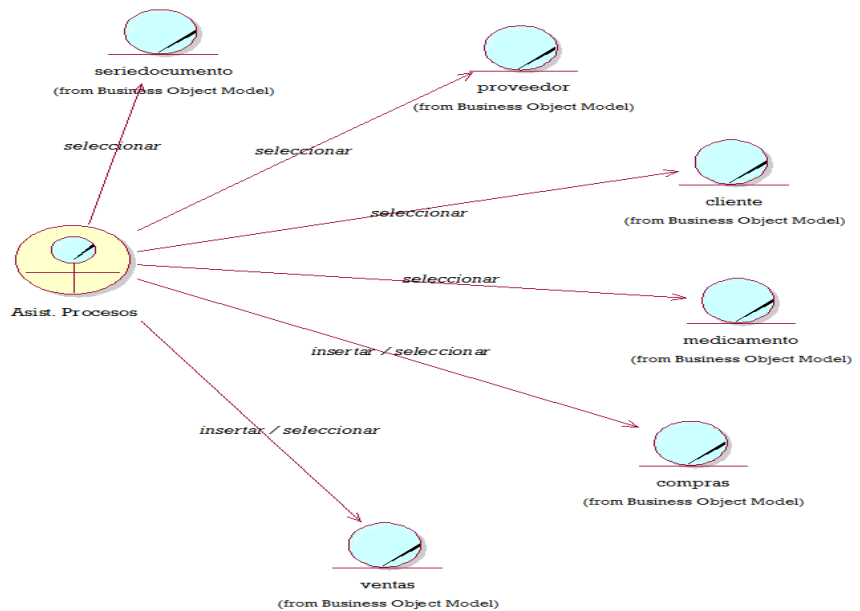 seriedocumento
(from Business Object Model)
proveedor
(from Business Object Model)
seleccionar
seleccionar
cliente
(from Business Object Model)
seleccionar
seleccionar
Asist. Procesos
medicamento
(from Business Object Model)
insertar / seleccionar
insertar / seleccionar
compras
(from Business Object Model)
ventas
(from Business Object Model)